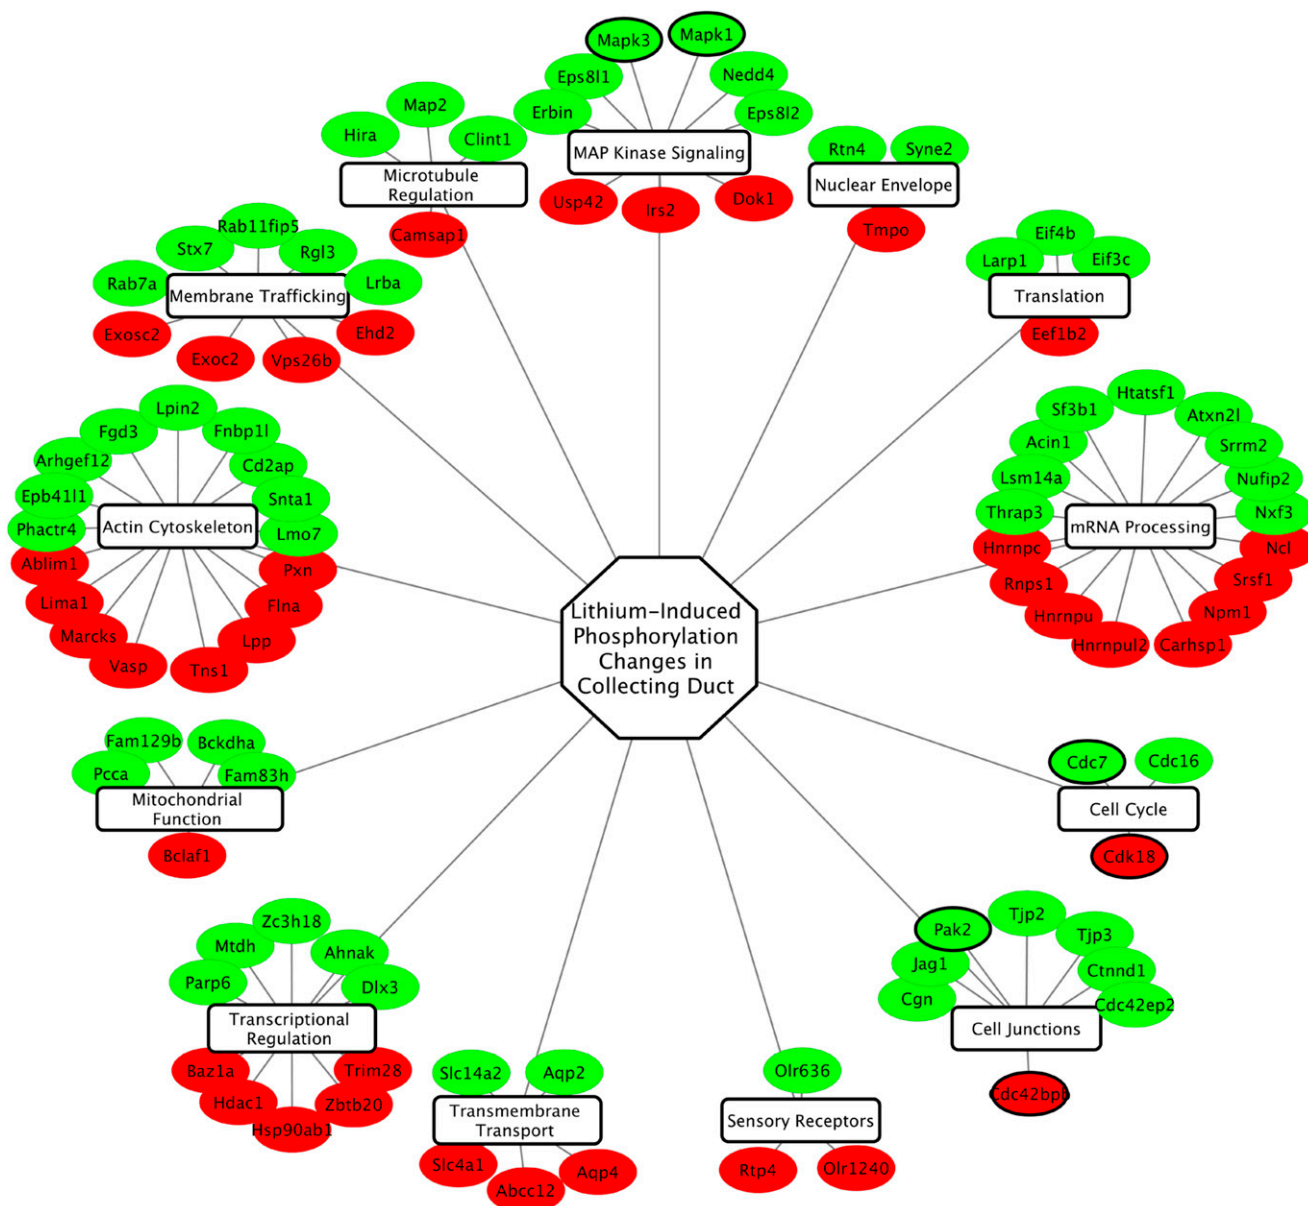 Mapk3
Mapk1
Eps8l1
Nedd4
Erbin
Eps8l2
MAP Kinase Signaling
Usp42
Irs2
Dok1
Map2
Hira
Clint1
Microtubule
Regulation
Camsap1
Rtn4
Syne2
Nuclear Envelope
Tmpo
Rab11fip5
Stx7
Rgl3
Rab7a
Lrba
Membrane Trafficking
Exosc2
Ehd2
Exoc2
Vps26b
Eif4b
Larp1
Eif3c
Translation
Eef1b2
Lpin2
Fgd3
Fnbp1l
Arhgef12
Cd2ap
Epb41l1
Snta1
Phactr4
Actin Cytoskeleton
Lmo7
Ablim1
Pxn
Lima1
Flna
Marcks
Lpp
Vasp
Tns1
Htatsf1
Sf3b1
Atxn2l
Acin1
Srrm2
Lsm14a
Nufip2
Thrap3
mRNA Processing
Nxf3
Hnrnpc
Ncl
Rnps1
Srsf1
Hnrnpu
Npm1
Hnrnpul2
Carhsp1
Lithium-Induced
Phosphorylation
Changes in
Collecting Duct
Fam129b
Bckdha
Pcca
Fam83h
Mitochondrial
Function
Bclaf1
Cdc7
Cdc16
Cell Cycle
Cdk18
Zc3h18
Mtdh
Ahnak
Parp6
Dlx3
Transcriptional
Regulation
Baz1a
Trim28
Hdac1
Zbtb20
Hsp90ab1
Pak2
Tjp2
Tjp3
Jag1
Ctnnd1
Cgn
Cdc42ep2
Cell Junctions
Cdc42bpb
Slc14a2
Aqp2
Transmembrane
Transport
Slc4a1
Abcc12
Aqp4
Olr636
Sensory Receptors
Rtp4
Olr1240